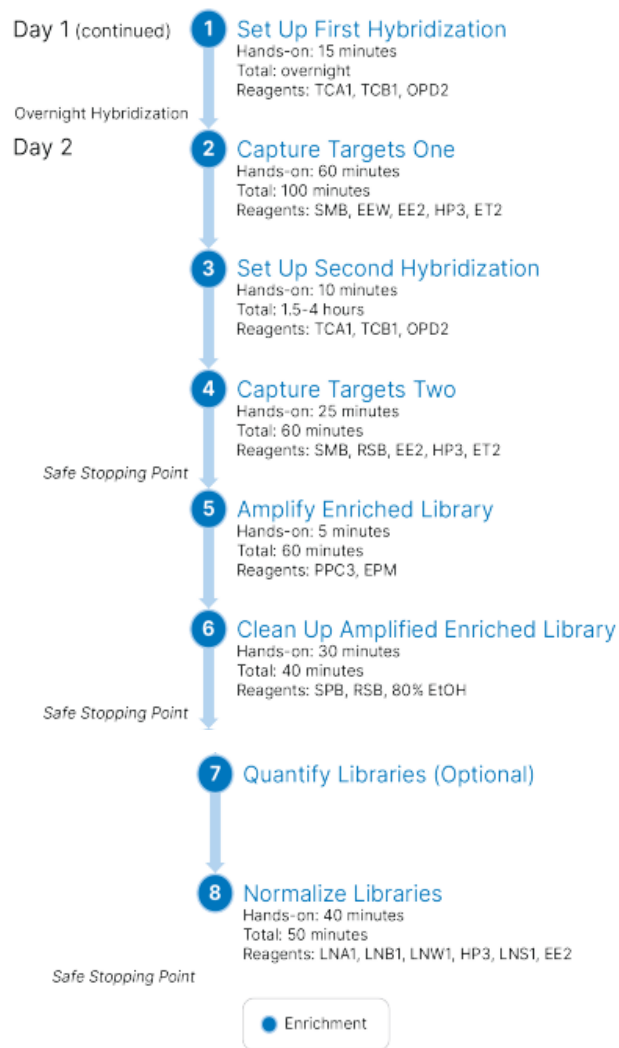 Day 1 (continued)
1
Set Up First Hybridization
Hands-on: 15 minutes
Total: overnight
Reagents: TCA1, TCB1, OPD2
Overnight Hybridization
Day 2
2
Capture Targets One
Hands-on: 60 minutes
Total: 100 minutes
Reagents: SMB, EEW, EE2, HP3, ET2
3
Set Up Second Hybridization
Hands-on: 10 minutes
Total: 1.5-4 hours
Reagents: TCA1, TCB1, OPD2
4
Capture Targets Two
Hands-on: 25 minutes
Total: 60 minutes
Reagents: SMB, RSB, EE2, HP3, ET2
Safe Stopping Point
5
Amplify Enriched Library
Hands-on: 5 minutes
Total: 60 minutes
Reagents: PPC3, EPM
6
Clean Up Amplified Enriched Library
Hands-on: 30 minutes
Total: 40 minutes
Reagents: SPB, RSB, 80% EtOH
Safe Stopping Point
7
Quantify Libraries (Optional)
8
Normalize Libraries
Hands-on: 40 minutes
Total: 50 minutes
Reagents: LNA1, LNB1, LNW1, HP3, LNS1, EE2
Safe Stopping Point
Enrichment